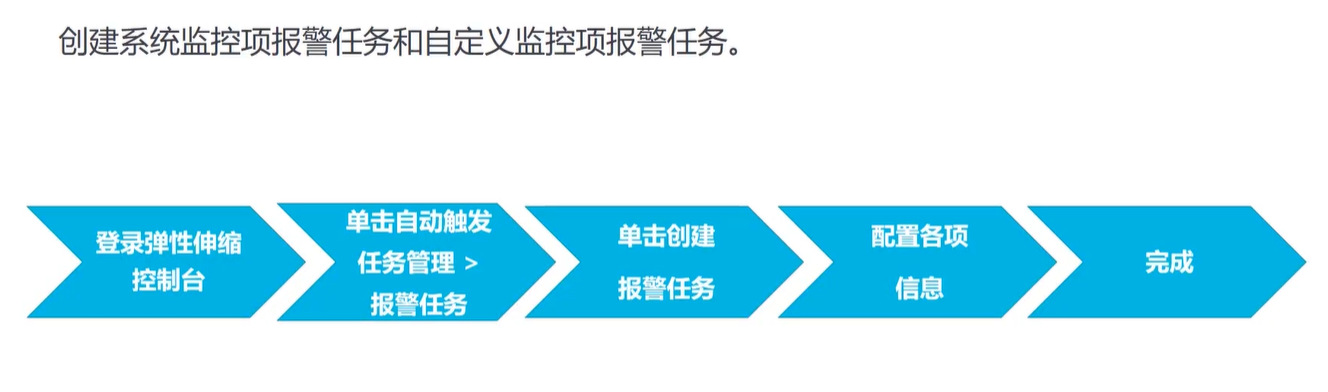 创建系统监控项报警任务和自定义监控项报警任务。
登录弹性伸缩
控制台
单击自动触发
任务管理 >
报警任务
单击创建
报警任务
配置各项
信息
完成